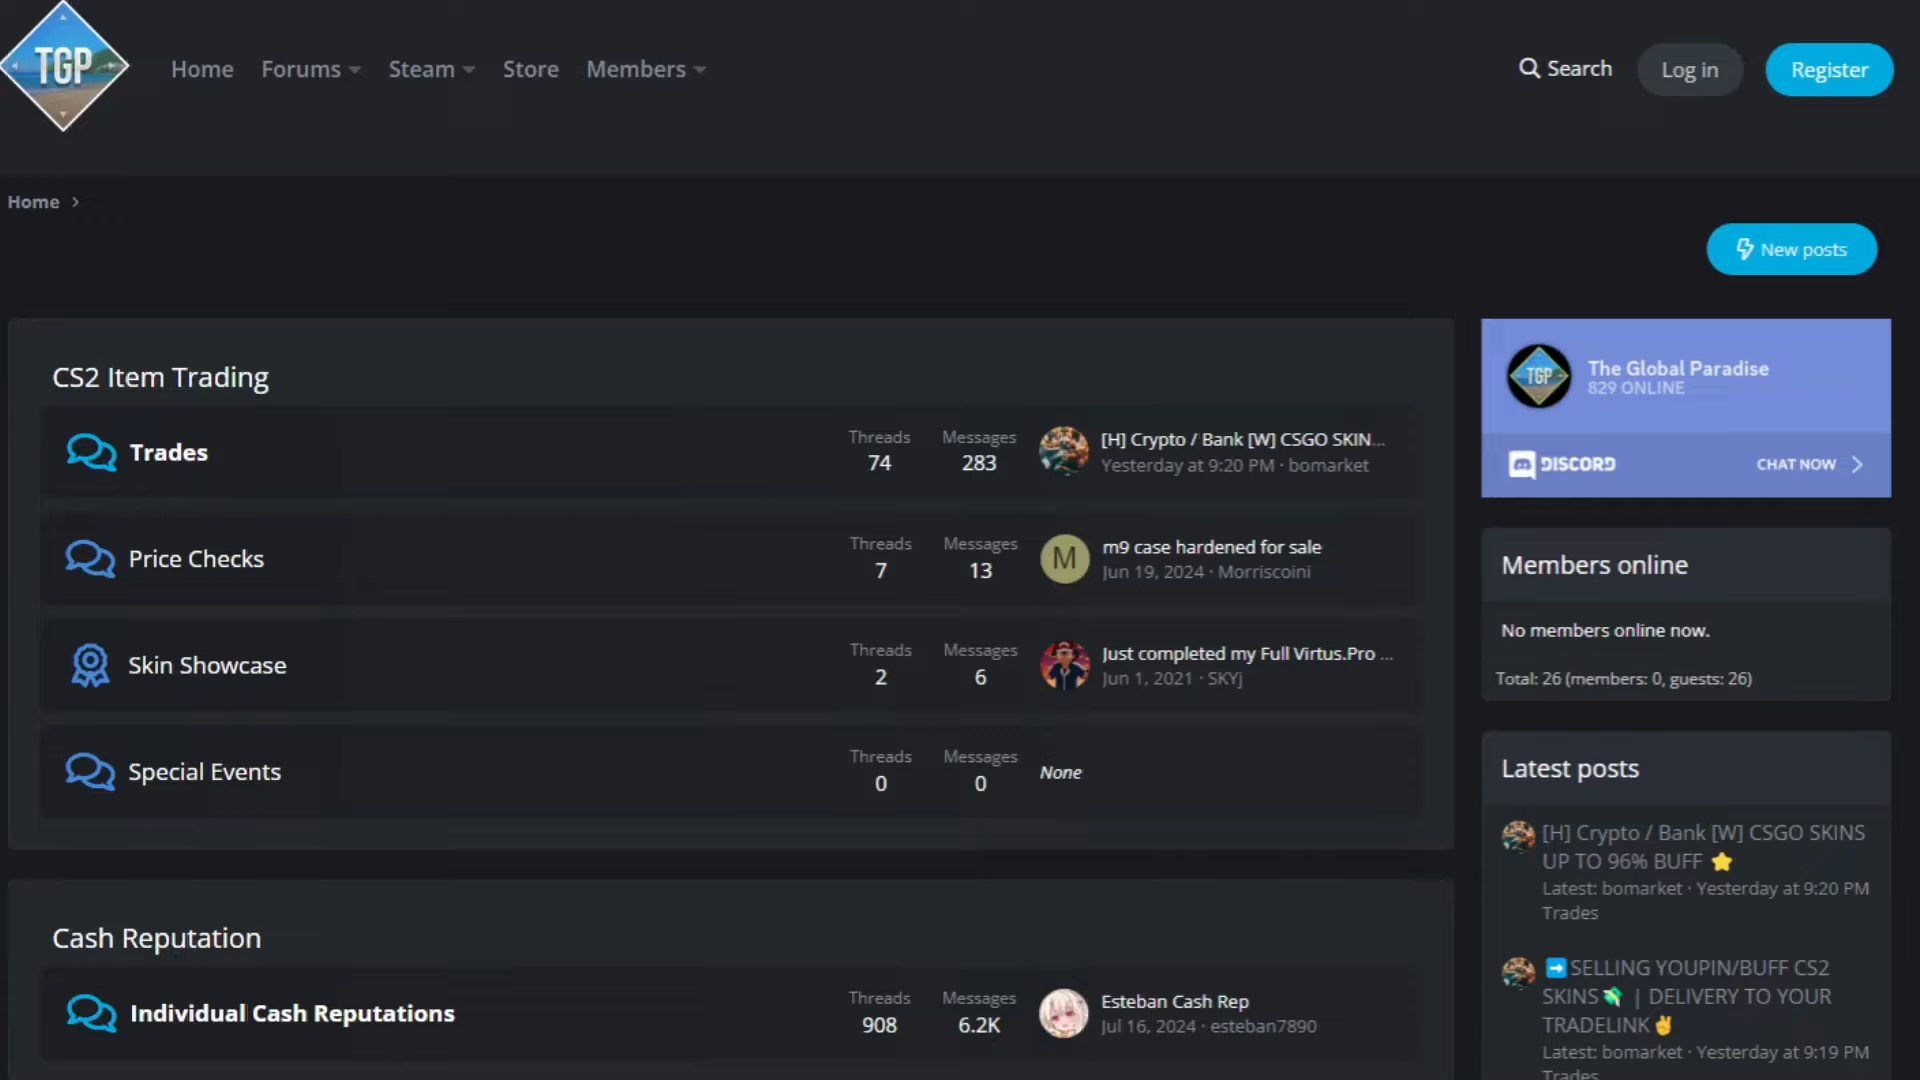 TGP
Home
Forums
Steam
Store
Members
Search
Log in
Register
Home
New posts
CS2 Item Trading
Trades
Threads
74
Messages
283
[H] Crypto / Bank [W] CSGO SKIN...
Yesterday at 9:20 PM · bomarket
Price Checks
Threads
7
Messages
13
M
m9 case hardened for sale
Jun 19, 2024 · Morriscoini
Skin Showcase
Threads
2
Messages
6
Just completed my Full Virtus.Pro ...
Jun 1, 2021 · SKYj
Special Events
Threads
0
Messages
0
None
Cash Reputation
Individual Cash Reputations
Threads
908
Messages
6.2K
Esteban Cash Rep
Jul 16, 2024 · esteban7890
TGP
The Global Paradise
829 ONLINE
DISCORD
CHAT NOW
Members online
No members online now.
Total: 26 (members: 0, guests: 26)
Latest posts
[H] Crypto / Bank [W] CSGO SKINS
UP TO 96% BUFF ⭐
Latest: bomarket · Yesterday at 9:20 PM
Trades
➡️SELLING YOUPIN/BUFF CS2
SKINS💸 | DELIVERY TO YOUR
TRADELINK✌️
Latest: bomarket · Yesterday at 9:19 PM
Trades